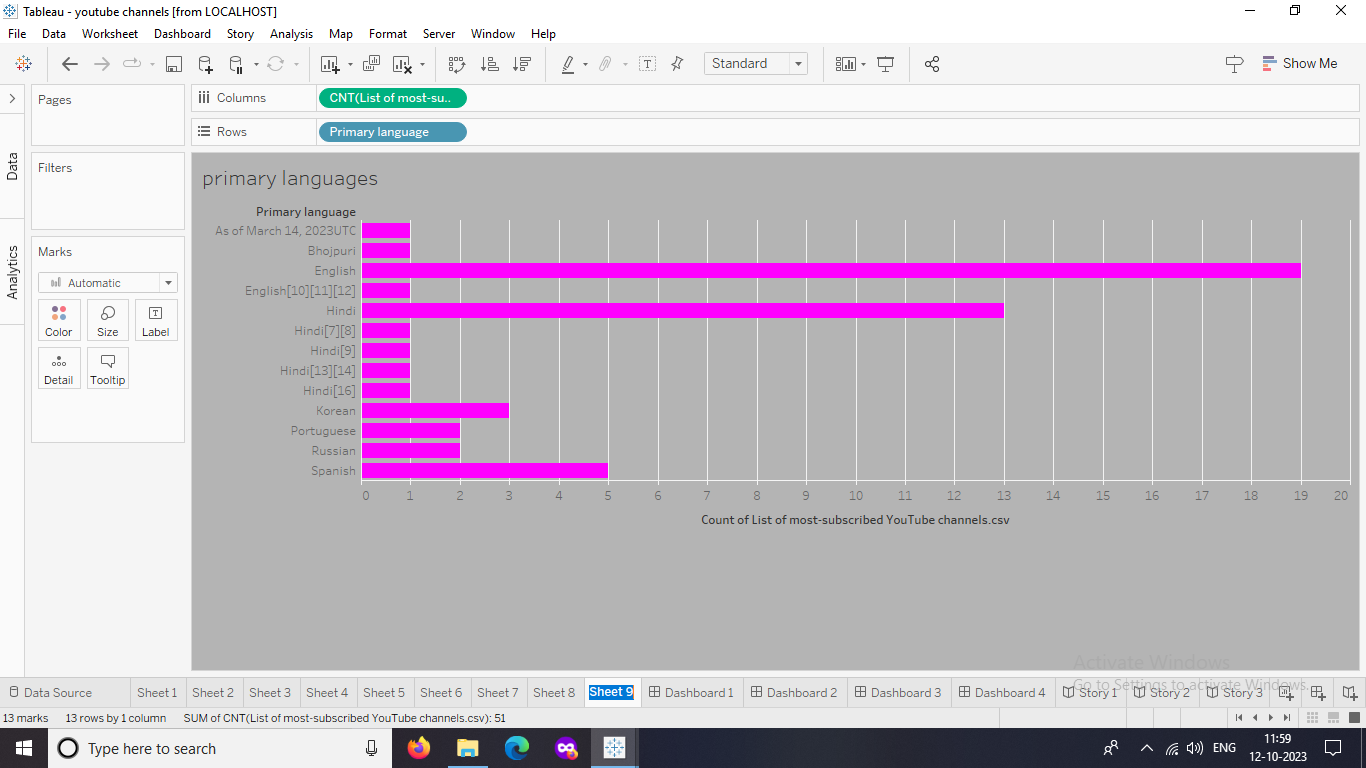 Tableau - youtube channels [from LOCALHOST]
File Data Worksheet Dashboard Story Analysis Map Format Server Window Help
Standard
Show Me
Data
Analytics
Pages
Filters
Marks
Automatic
Color Size Label
Detail Tooltip
Columns CNT(List of most-su..
Rows Primary language
primary languages
Primary language
As of March 14, 2023UTC
Bhojpuri
English
English[10][11][12]
Hindi
Hindi[7][8]
Hindi[9]
Hindi[13][14]
Hindi[16]
Korean
Portuguese
Russian
Spanish
0 1 2 3 4 5 6 7 8 9 10 11 12 13 14 15 16 17 18 19 20
Count of List of most-subscribed YouTube channels.csv
Activate Windows
Go to Settings to activate Windows.
Data Source Sheet 1 Sheet 2 Sheet 3 Sheet 4 Sheet 5 Sheet 6 Sheet 7 Sheet 8 Sheet 9 Dashboard 1 Dashboard 2 Dashboard 3 Dashboard 4 Story 1 Story 2 Story 3
13 marks 13 rows by 1 column SUM of CNT(List of most-subscribed YouTube channels.csv): 51
Type here to search
ENG
11:59
12-10-2023